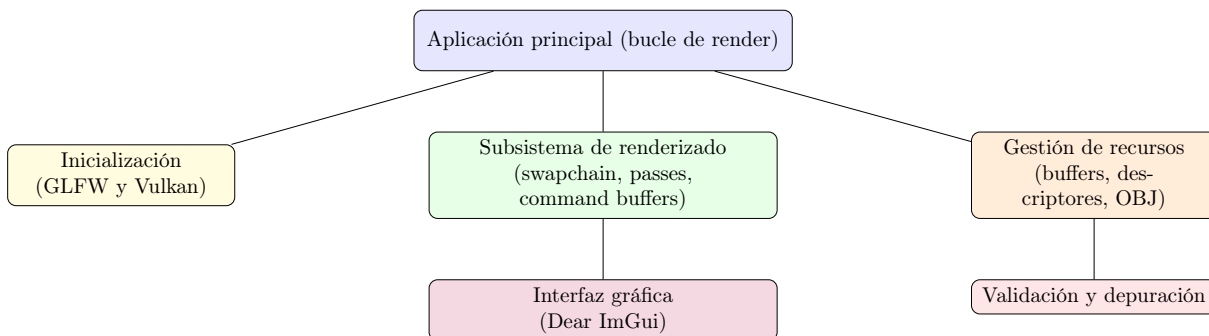 Aplicación principal (bucle de render)
Inicialización
(GLFW y Vulkan)
Subsistema de renderizado
(swapchain, passes,
command buffers)
Gestión de recursos
(buffers, des-
criptores, OBJ)
Interfaz gráfica
(Dear ImGui)
Validación y depuración